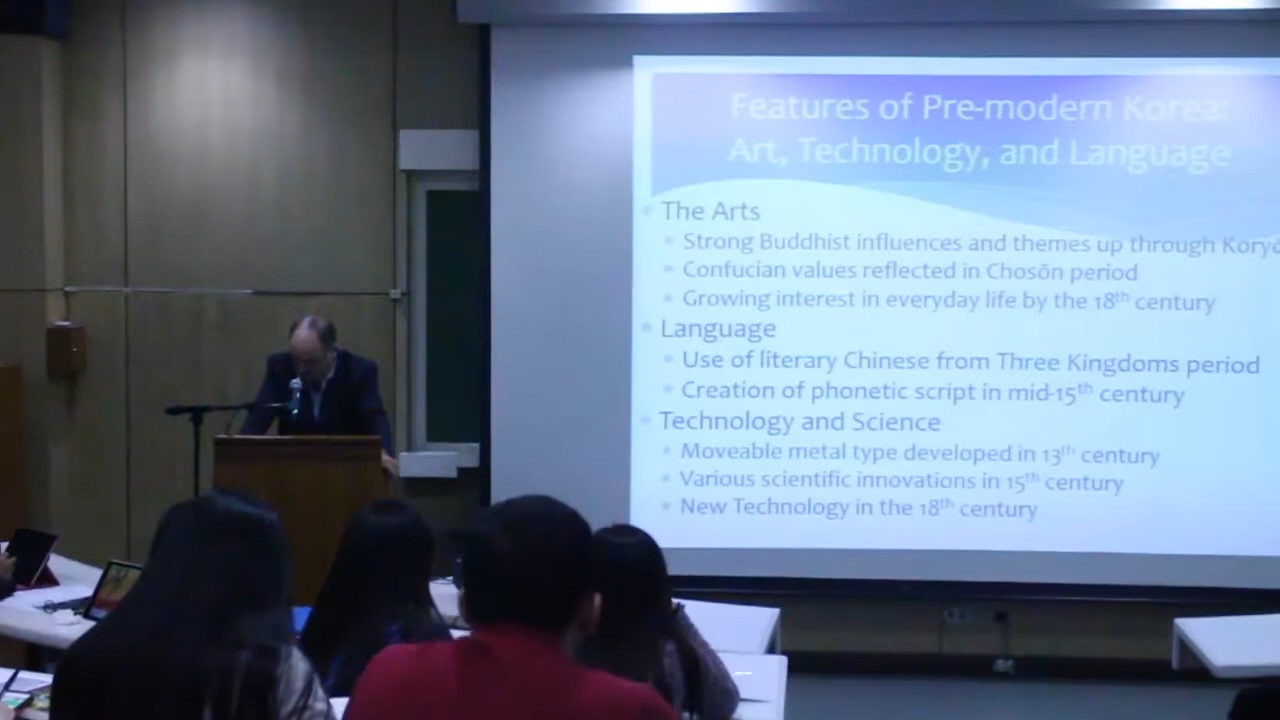 Features of Pre-modern Korea:
Art, Technology, and Language
The Arts
Strong Buddhist influences and themes up through Koryŏ
Confucian values reflected in Chosŏn period
Growing interest in everyday life by the 18th century
Language
Use of literary Chinese from Three Kingdoms period
Creation of phonetic script in mid-15th century
Technology and Science
Moveable metal type developed in 13th century
Various scientific innovations in 15th century
New Technology in the 18th century